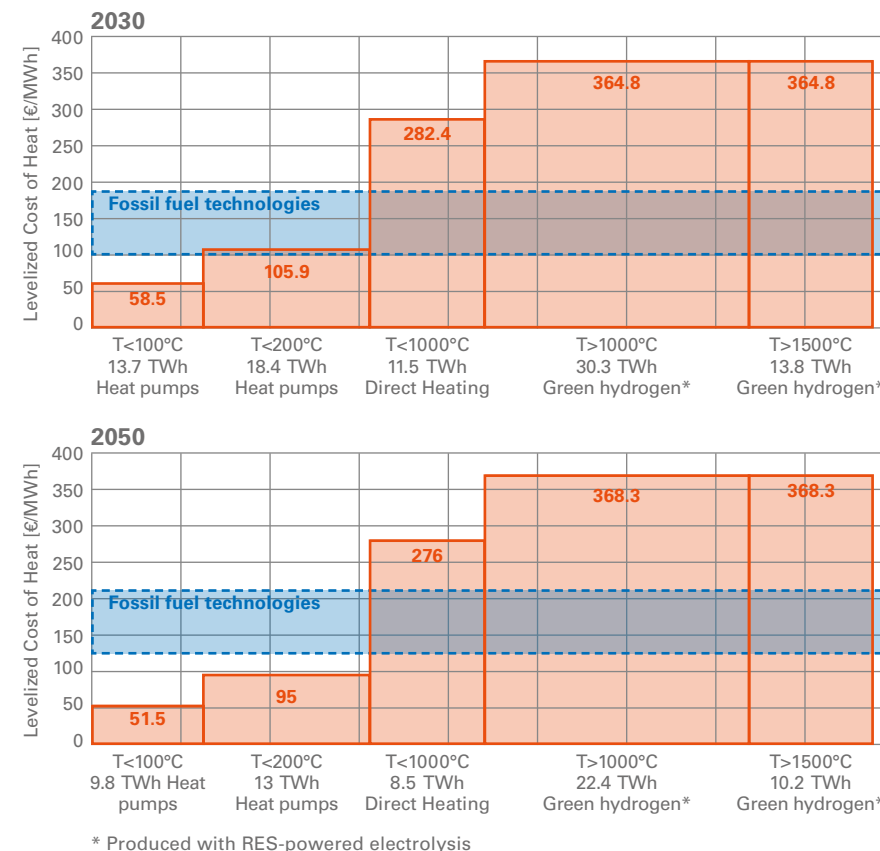 2030
Levelized Cost of Heat [€/MWh]
400
350
300
250
200
150
100
50
0
364.8
364.8
282.4
Fossil fuel technologies
105.9
58.5
T<100°C
13.7 TWh
Heat pumps
T<200°C
18.4 TWh
Heat pumps
T<1000°C
11.5 TWh
Direct Heating
T>1000°C
30.3 TWh
Green hydrogen*
T>1500°C
13.8 TWh
Green hydrogen*
2050
Levelized Cost of Heat [€/MWh]
400
350
300
250
200
150
100
50
0
368.3
368.3
276
Fossil fuel technologies
95
51.5
T<100°C
9.8 TWh Heat
pumps
T<200°C
13 TWh
Heat pumps
T<1000°C
8.5 TWh
Direct Heating
T>1000°C
22.4 TWh
Green hydrogen*
T>1500°C
10.2 TWh
Green hydrogen*
* Produced with RES-powered electrolysis